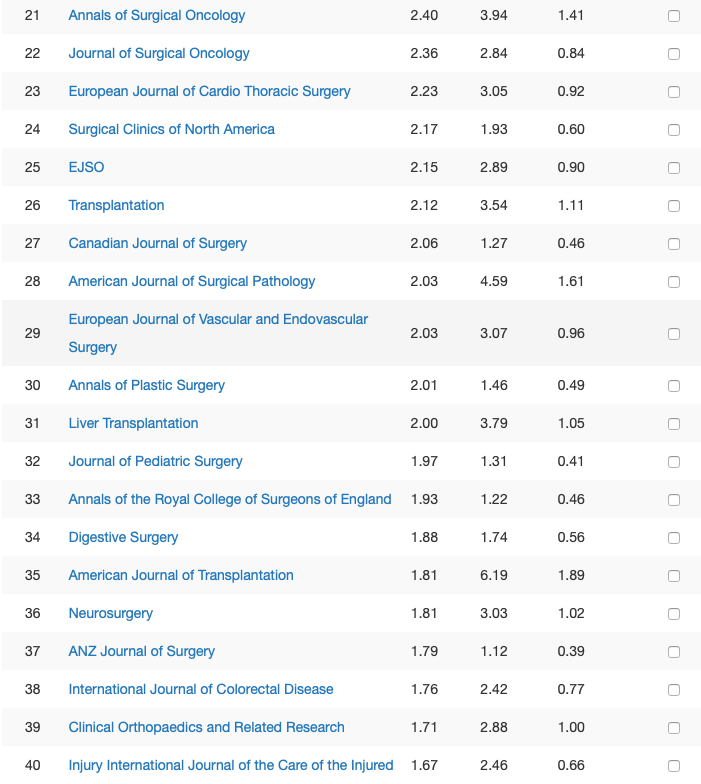 21 Annals of Surgical Oncology 2.40 3.94 1.41
22 Journal of Surgical Oncology 2.36 2.84 0.84
23 European Journal of Cardio Thoracic Surgery 2.23 3.05 0.92
24 Surgical Clinics of North America 2.17 1.93 0.60
25 EJSO 2.15 2.89 0.90
26 Transplantation 2.12 3.54 1.11
27 Canadian Journal of Surgery 2.06 1.27 0.46
28 American Journal of Surgical Pathology 2.03 4.59 1.61
29 European Journal of Vascular and Endovascular
Surgery 2.03 3.07 0.96
30 Annals of Plastic Surgery 2.01 1.46 0.49
31 Liver Transplantation 2.00 3.79 1.05
32 Journal of Pediatric Surgery 1.97 1.31 0.41
33 Annals of the Royal College of Surgeons of England 1.93 1.22 0.46
34 Digestive Surgery 1.88 1.74 0.56
35 American Journal of Transplantation 1.81 6.19 1.89
36 Neurosurgery 1.81 3.03 1.02
37 ANZ Journal of Surgery 1.79 1.12 0.39
38 International Journal of Colorectal Disease 1.76 2.42 0.77
39 Clinical Orthopaedics and Related Research 1.71 2.88 1.00
40 Injury International Journal of the Care of the Injured 1.67 2.46 0.66